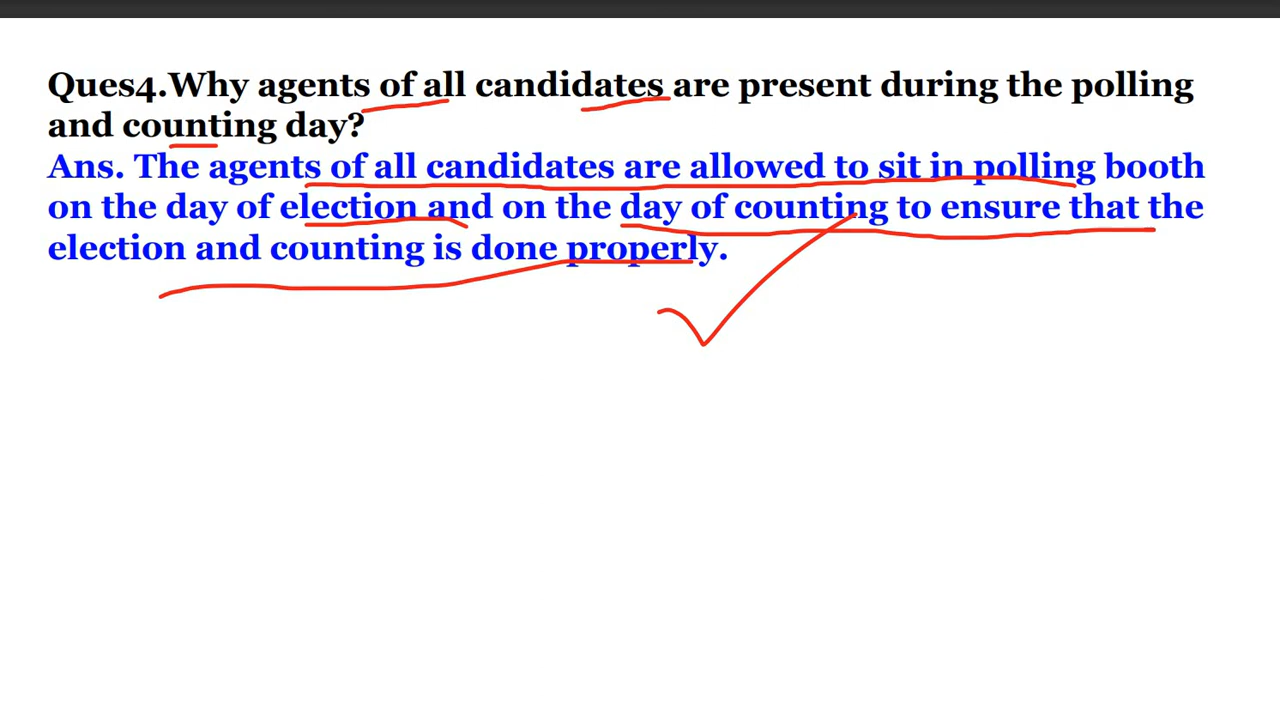 Ques4.Why agents of all candidates are present during the polling
and counting day?
Ans. The agents of all candidates are allowed to sit in polling booth
on the day of election and on the day of counting to ensure that the
election and counting is done properly.